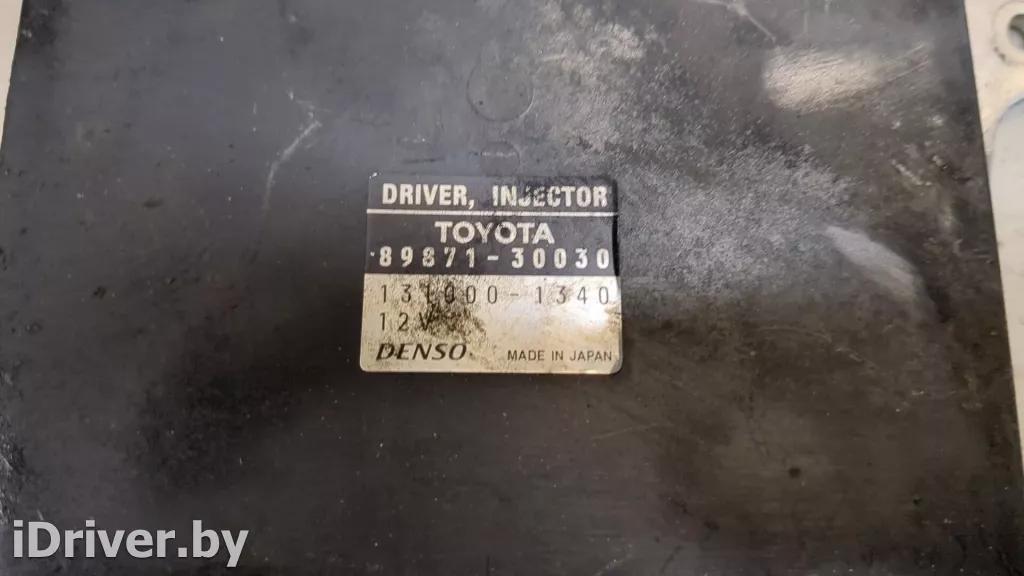 DRIVER, INJECTOR
TOYOTA
89871-30030
131000-1340
12V
DENSO MADE IN JAPAN
iDriver.by